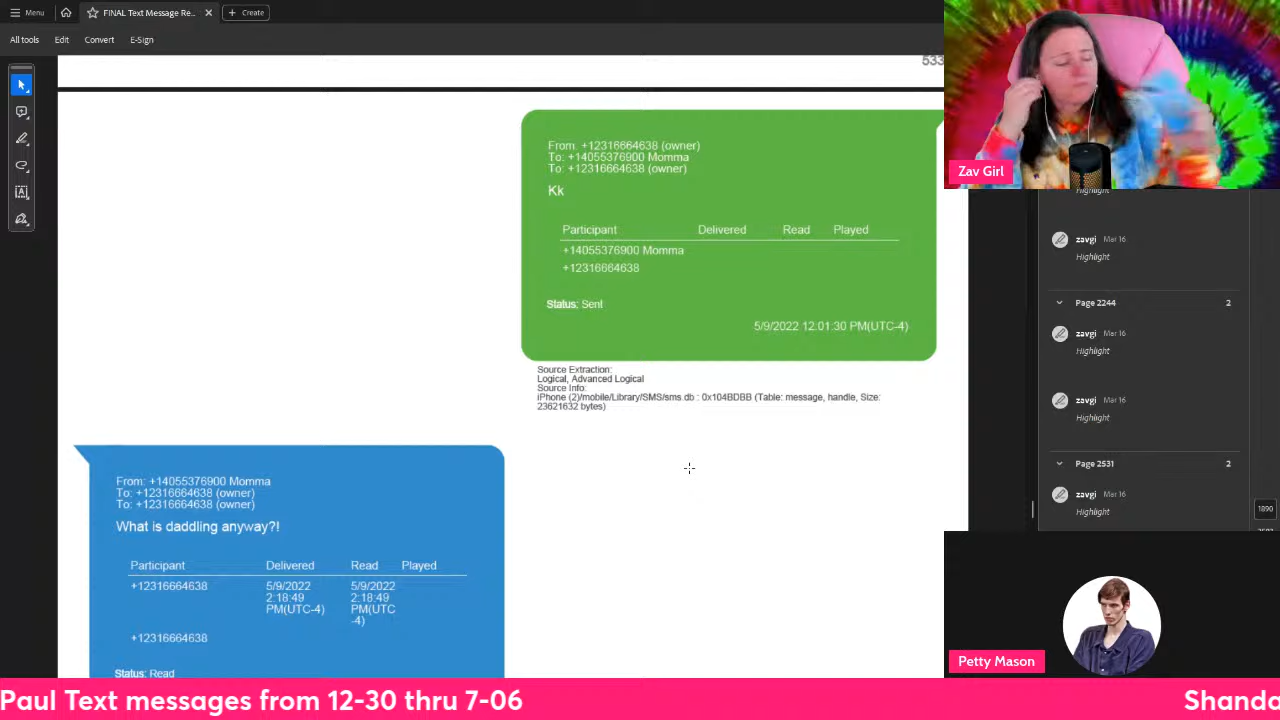 Menu
FINAL Text Message Re...
Create
All tools
Edit
Convert
E-Sign
533
From: +12316664638 (owner)
To: +14055376900 Momma
To: +12316664638 (owner)
Kk
Participant Delivered Read Played
+14055376900 Momma
+12316664638
Status: Sent
5/9/2022 12:01:30 PM(UTC-4)
Source Extraction:
Logical, Advanced Logical
Source Info:
iPhone (2)/mobile/Library/SMS/sms.db : 0x104BDBB (Table: message, handle, Size:
23621632 bytes)
From: +14055376900 Momma
To: +12316664638 (owner)
To: +12316664638 (owner)
What is daddling anyway?!
Participant Delivered Read Played
+12316664638 5/9/2022 5/9/2022
2:18:49 2:18:49
PM(UTC-4) PM(UTC
-4)
+12316664638
Status: Read
Zav Girl
Highlight
zavgi Mar 16
Highlight
Page 2244 2
zavgi Mar 16
Highlight
zavgi Mar 16
Highlight
Page 2531 2
zavgi Mar 16
Highlight
1890
Petty Mason
Paul Text messages from 12-30 thru 7-06
Shando